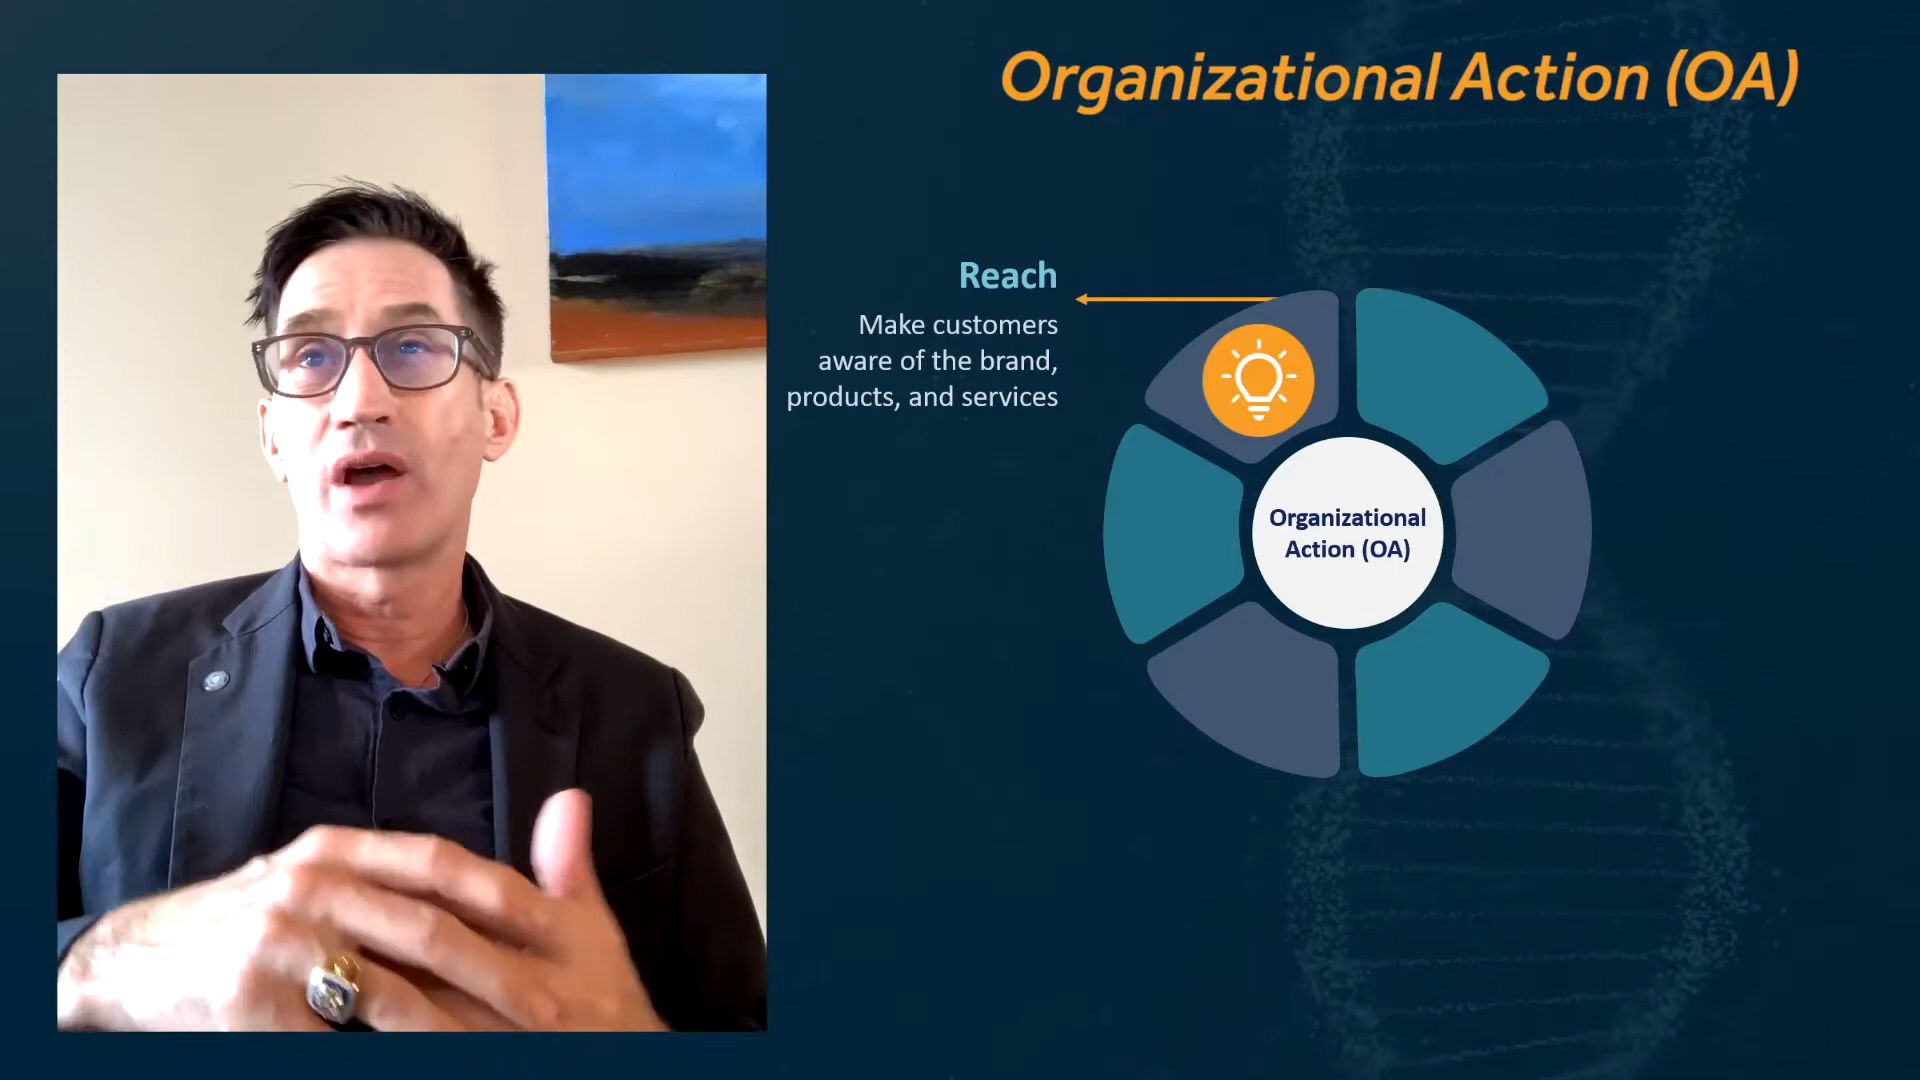 Organizational Action (OA)
Reach
Make customers
aware of the brand,
products, and services
Organizational
Action (OA)